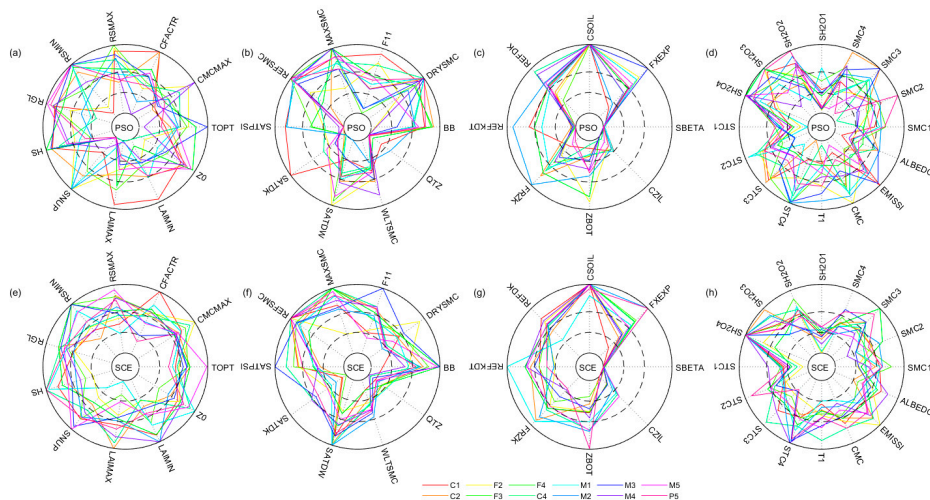 (a)
RSMAX
CFACTR
CMCMAX
TOPT
Z0
LAIMIN
LAIMAX
SNUP
HS
RGL
RSMIN
PSO
(b)
MAXSMC
F11
DRYSMC
BB
QTZ
WLTSMC
SATDW
SATDK
SATPSI
REFSMC
PSO
(c)
CSOIL
FXEXP
SBETA
CZIL
ZBOT
FRZK
REFKDT
REFDK
PSO
(d)
SH2O1
SMC4
SMC3
SMC2
SMC1
ALBEDO
EMISSI
CMC
T1
STC4
STC3
STC2
STC1
SH2O4
SH2O3
SH2O2
PSO
(e)
RSMAX
CFACTR
CMCMAX
TOPT
Z0
LAIMIN
LAIMAX
SNUP
HS
RGL
RSMIN
SCE
(f)
MAXSMC
F11
DRYSMC
BB
QTZ
WLTSMC
SATDW
SATDK
SATPSI
REFSMC
SCE
(g)
CSOIL
FXEXP
SBETA
CZIL
ZBOT
FRZK
REFKDT
REFDK
SCE
(h)
SH2O1
SMC4
SMC3
SMC2
SMC1
ALBEDO
EMISSI
CMC
T1
STC4
STC3
STC2
STC1
SH2O4
SH2O3
SH2O2
SCE
C1 F2 F4 M1 M3 M5
C2 F3 C4 M2 M4 P5